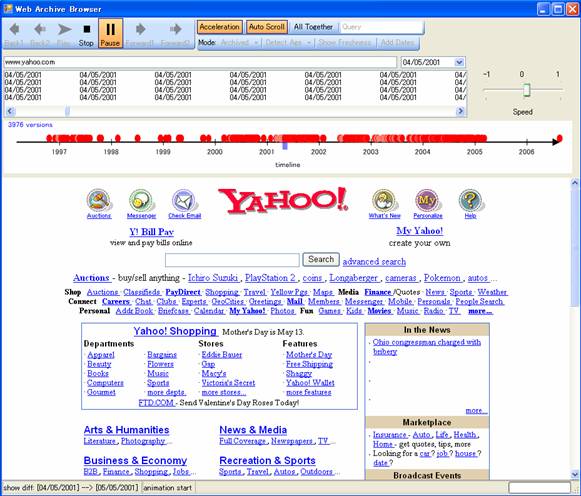 Web Archive Browser
Back1 Back2 Play Stop Pause Forward1 Forward2
Acceleration Auto Scroll All Together Query
Mode: Archived Detect Age Show Freshness Add Dates
www.yahoo.com 04/05/2001
04/05/2001 04/05/2001 04/05/2001 04/05/2001 04/05/2001 04/05/2001 04/
04/05/2001 04/05/2001 04/05/2001 04/05/2001 04/05/2001 04/05/2001 04/
04/05/2001 04/05/2001 04/05/2001 04/05/2001 04/05/2001 04/05/2001 04/
04/05/2001 04/05/2001 04/05/2001 04/05/2001 04/05/2001 04/05/2001 04/
-1 0 1
Speed
3976 versions
1997 1998 1999 2000 2001 2002 2003 2004 2005 2006
timeline
YAHOO!
Auctions Messenger Check Email What's New Personalize Help
My
Y! Bill Pay
view and pay bills online
My Yahoo!
create your own
Search advanced search
Auctions - buy/sell anything - Ichiro Suzuki, PlayStation 2, coins, Longaberger, cameras, Pokemon, autos...
Shop Auctions · Classifieds · PayDirect · Shopping · Travel · Yellow Pgs · Maps Media Finance/Quotes · News · Sports · Weather
Connect Careers · Chat · Clubs · Experts · GeoCities · Greetings · Mail · Members · Messenger · Mobile · Personals · People Search
Personal Addr Book · Briefcase · Calendar · My Yahoo! · Photos Fun Games · Kids · Movies · Music · Radio · TV more...
Yahoo! Shopping Mother's Day is May 13.
Departments Stores Features
· Apparel · Bargains · Eddie Bauer · Mother's Day
· Beauty · Flowers · Gap · Free Shipping
· Books · Music · Macy's · Shaggy
· Computers · Sports · Victoria's Secret · Yahoo! Wallet
· Gourmet · more depts. · more stores... · more features
FTD.COM - Send Valentine's Day Roses Today!
In the News
· Ohio congressman charged with bribery
more...
Marketplace
· Insurance - Auto, Life, Health, Home - get quotes, tips, more
· Looking for a car? job? house? date?
Broadcast Events
Arts & Humanities
Literature, Photography...
News & Media
Full Coverage, Newspapers, TV...
Business & Economy
B2B, Finance, Shopping, Jobs...
Recreation & Sports
Sports, Travel, Autos, Outdoors...
show diff: [04/05/2001] --> [05/05/2001] animation start